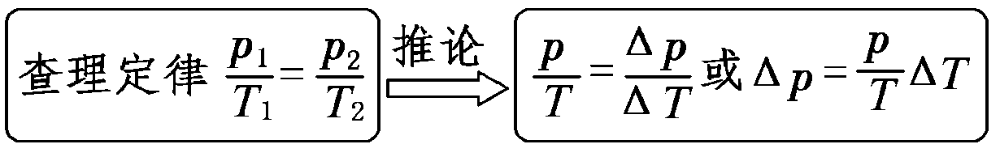 查理定律 p₁/T₁ = p₂/T₂ 推论 p/T = Δp/ΔT 或 Δp = p/T ΔT